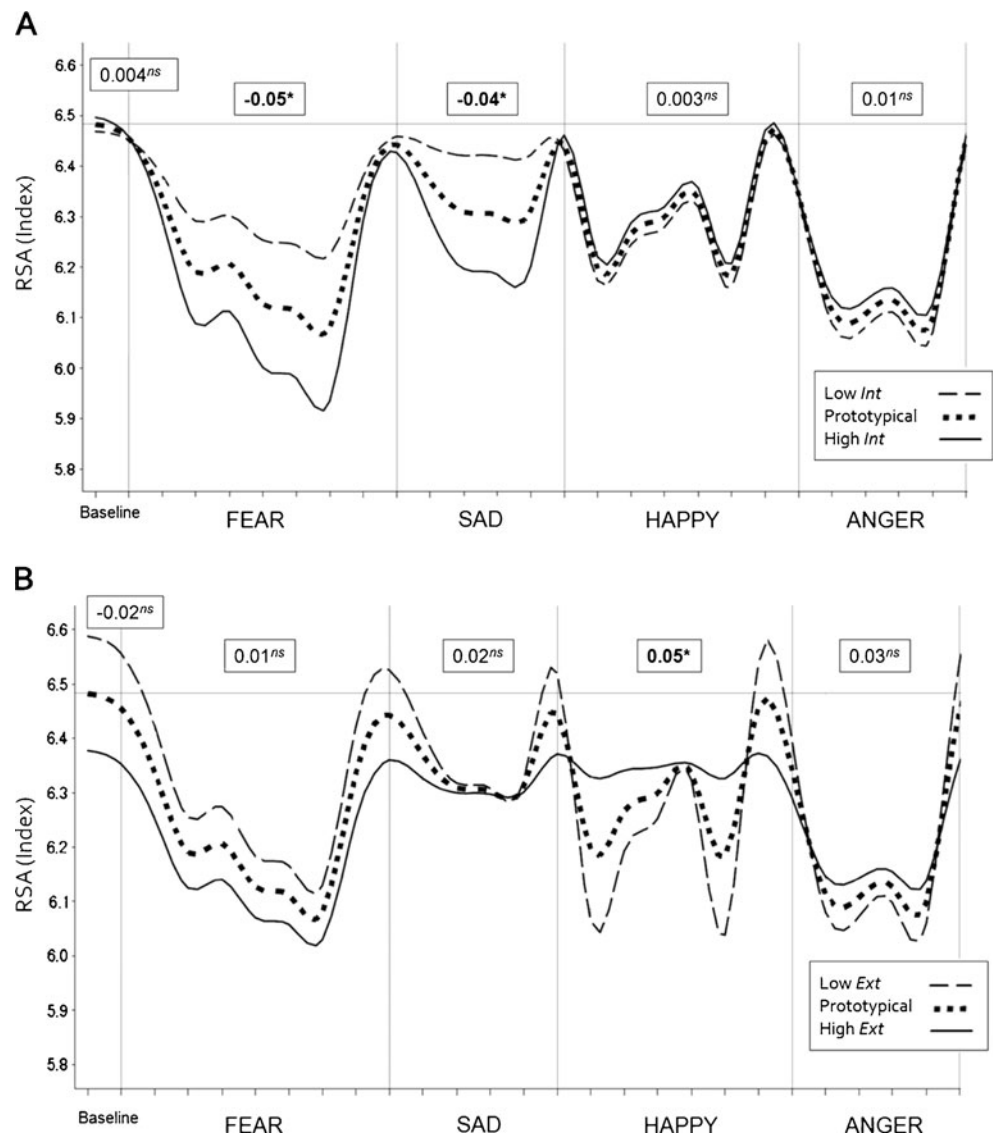 A
6.6
0.004ns
-0.05*
-0.04*
0.003ns
0.01ns
6.5
6.4
6.3
RSA (Index)
6.2
6.1
6.0
Low Int
Prototypical
High Int
5.9
5.8
Baseline
FEAR
SAD
HAPPY
ANGER
B
6.6
-0.02ns
0.01ns
0.02ns
0.05*
0.03ns
6.5
6.4
6.3
RSA (Index)
6.2
6.1
6.0
Low Ext
Prototypical
High Ext
5.9
5.8
Baseline
FEAR
SAD
HAPPY
ANGER